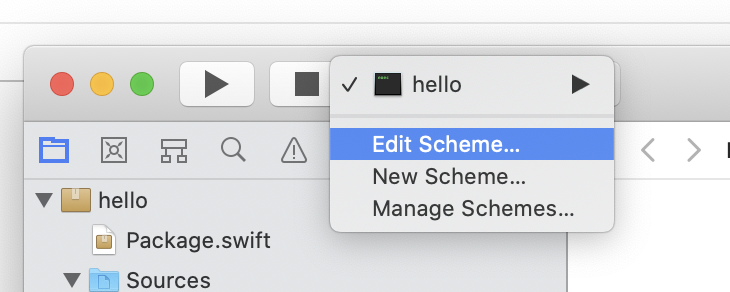 hello
Edit Scheme...
New Scheme...
Manage Schemes...
hello
Package.swift
Sources